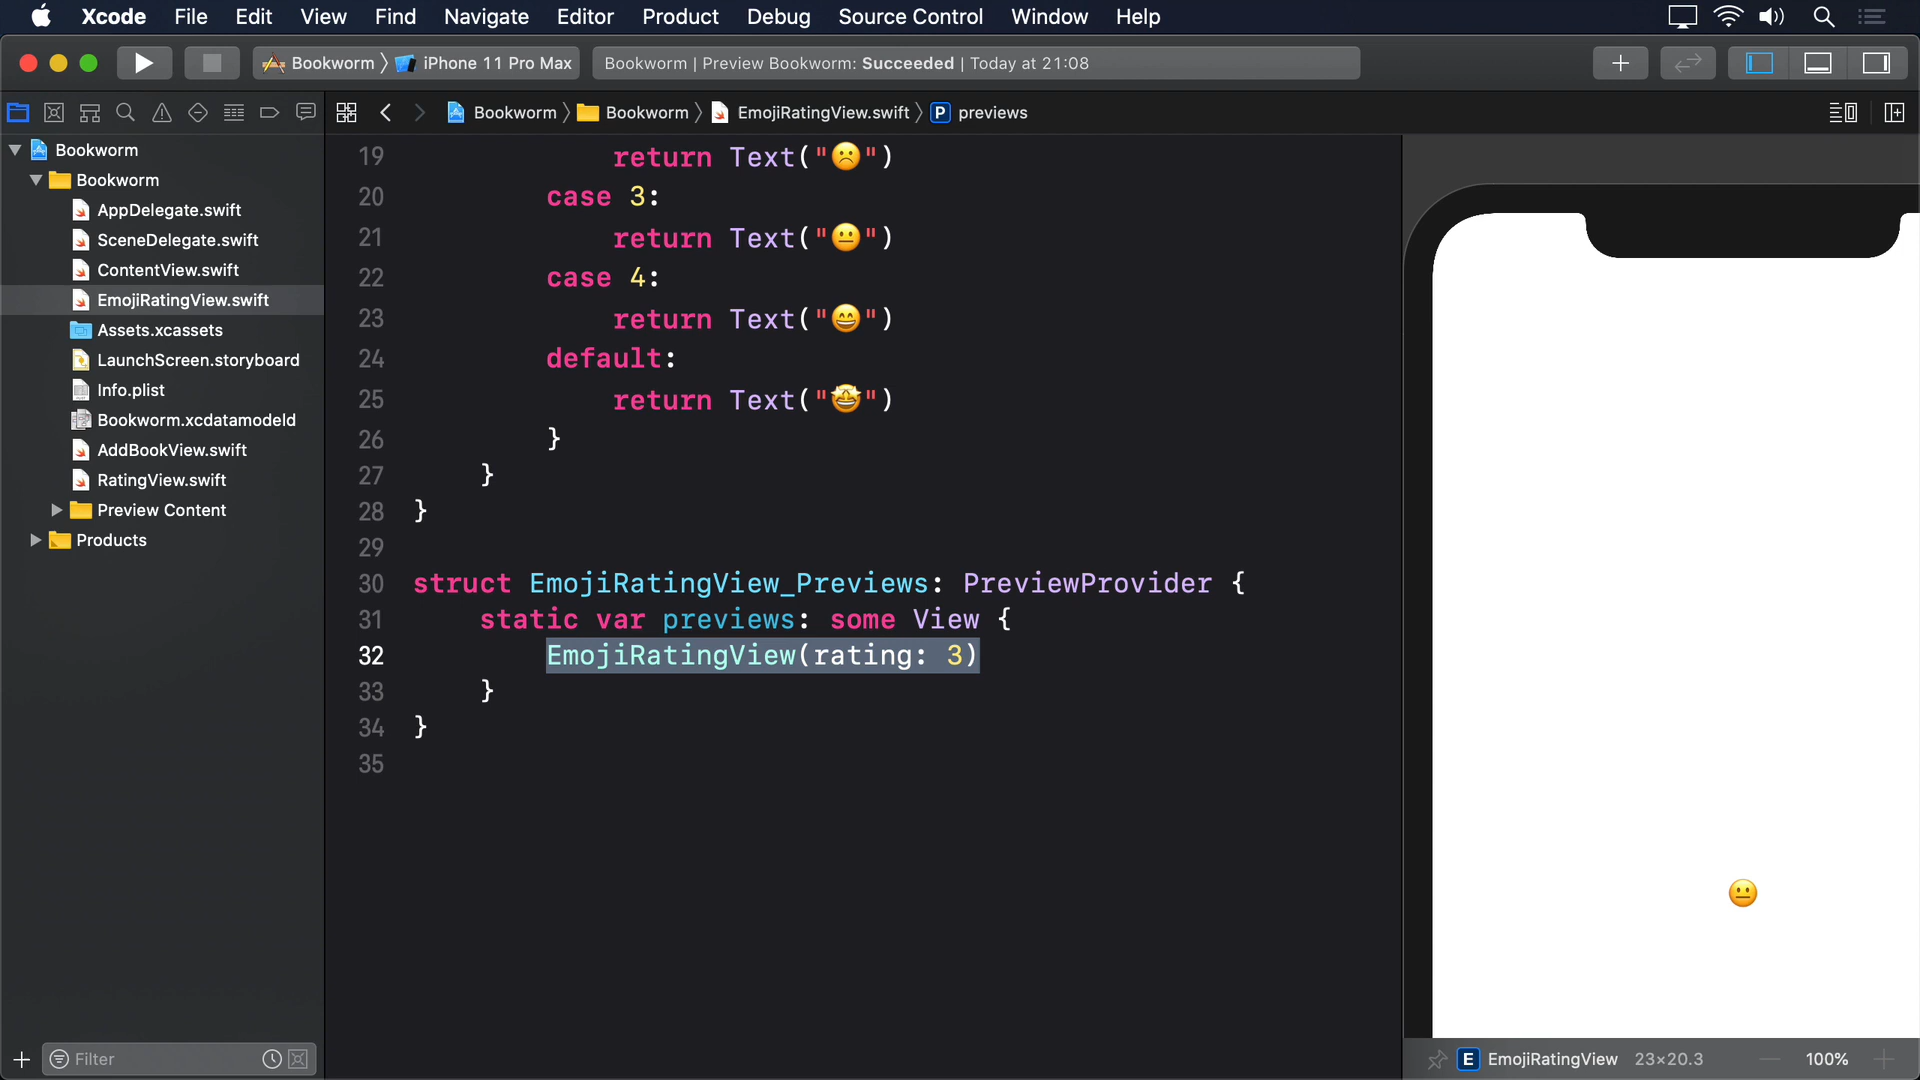 Xcode File Edit View Find Navigate Editor Product Debug Source Control Window Help
Bookworm iPhone 11 Pro Max Bookworm | Preview Bookworm: Succeeded | Today at 21:08
Bookworm Bookworm EmojiRatingView.swift P previews
Bookworm
Bookworm
AppDelegate.swift
SceneDelegate.swift
ContentView.swift
EmojiRatingView.swift
Assets.xcassets
LaunchScreen.storyboard
Info.plist
Bookworm.xcdatamodeld
AddBookView.swift
RatingView.swift
Preview Content
Products
Filter
19 return Text("☹️")
20 case 3:
21 return Text("😐")
22 case 4:
23 return Text("😄")
24 default:
25 return Text("🤩")
26 }
27 }
28 }
29
30 struct EmojiRatingView_Previews: PreviewProvider {
31 static var previews: some View {
32 EmojiRatingView(rating: 3)
33 }
34 }
35
😐
E EmojiRatingView 23×20.3 100%